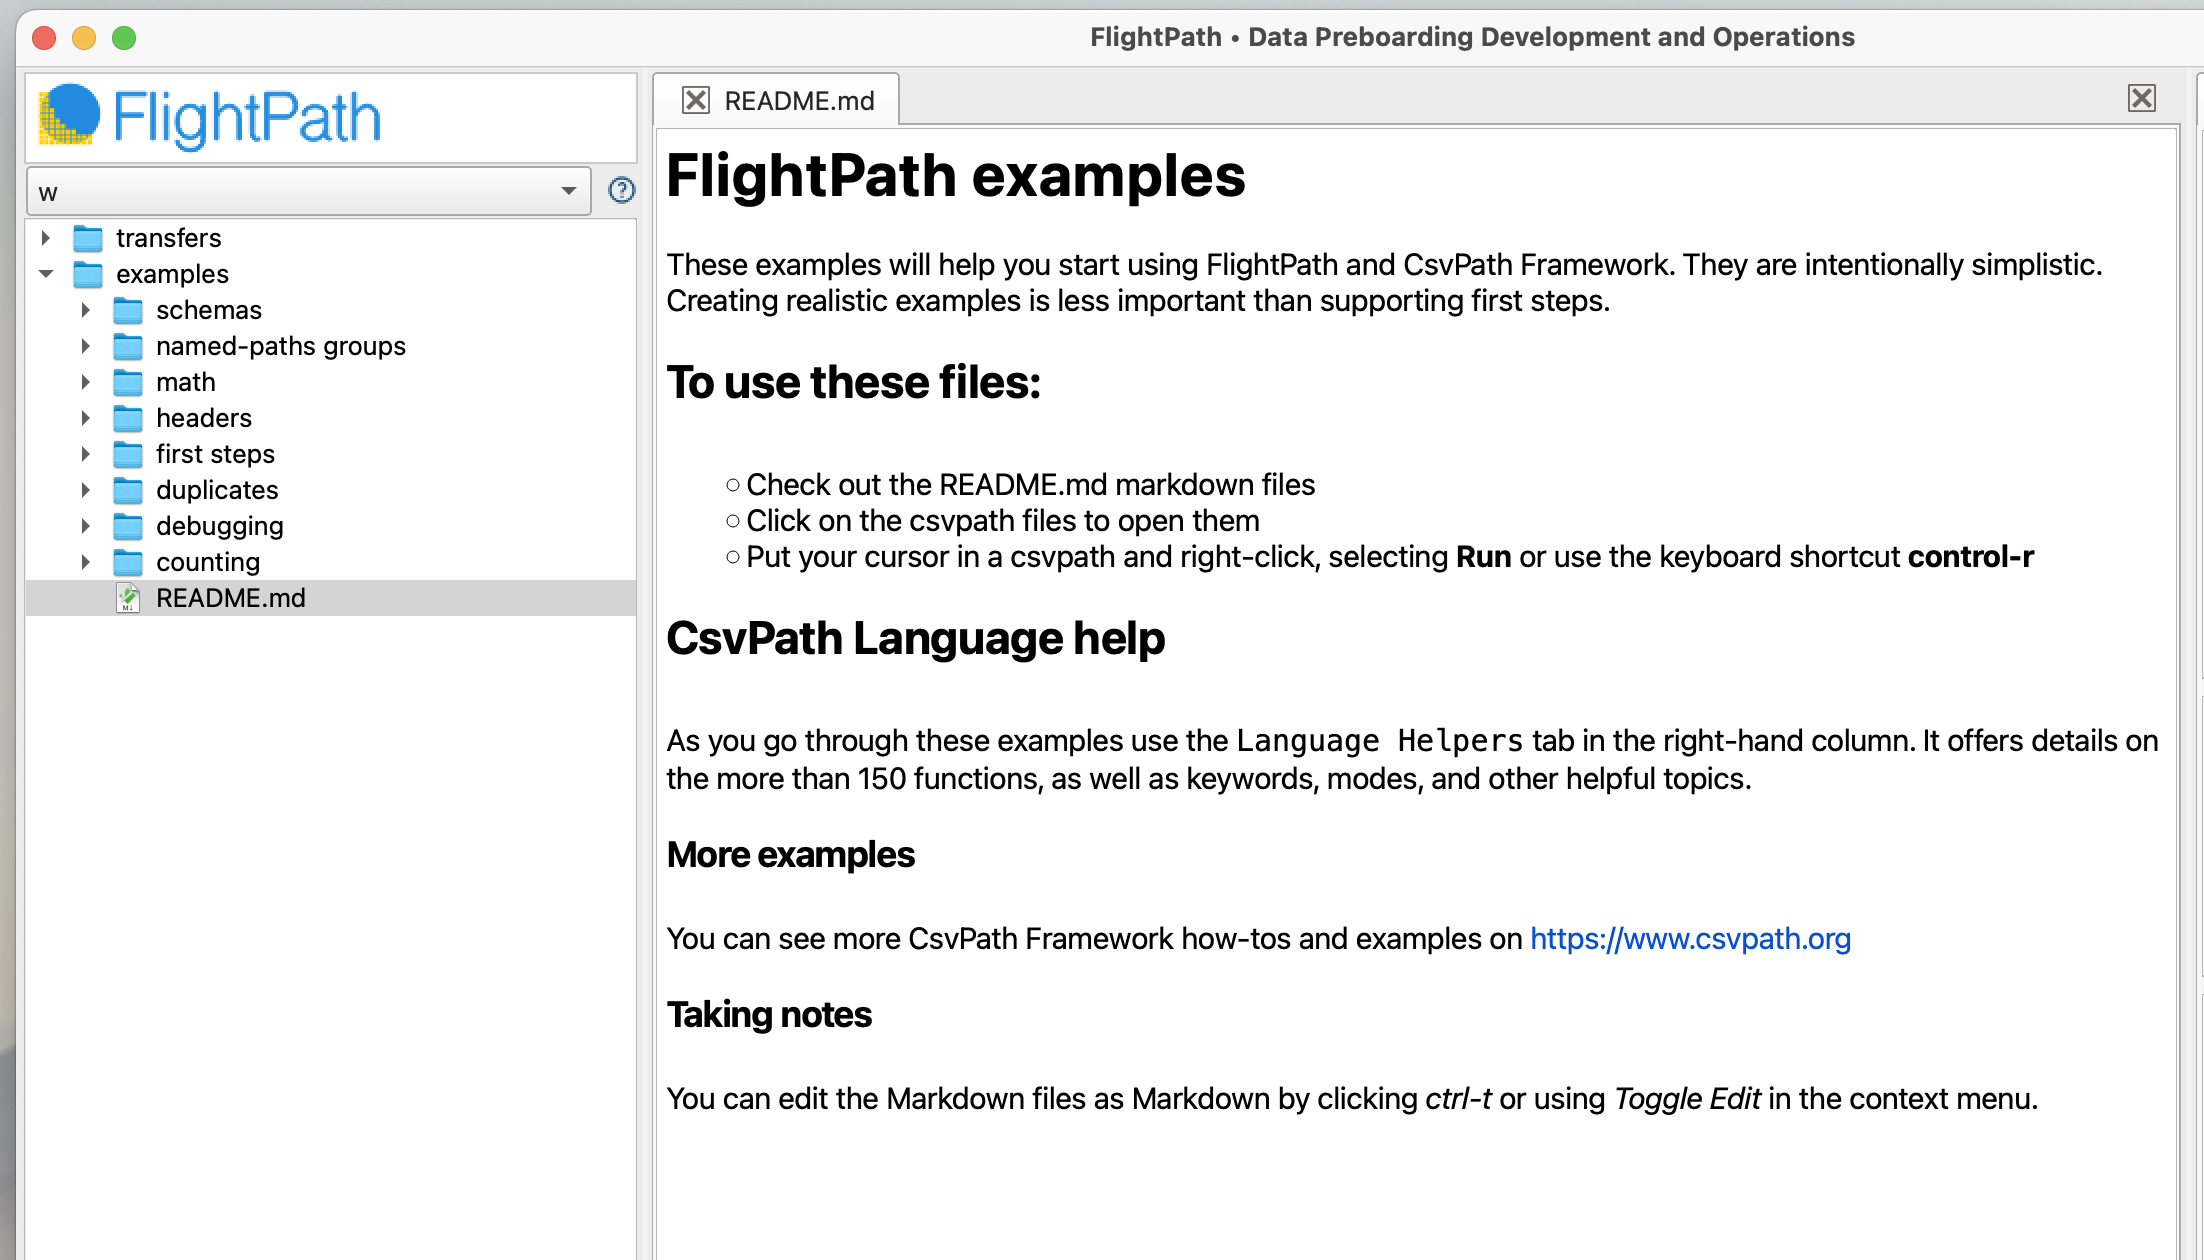 FlightPath • Data Preboarding Development and Operations
FlightPath
w
transfers
examples
schemas
named-paths groups
math
headers
first steps
duplicates
debugging
counting
README.md
README.md
FlightPath examples
These examples will help you start using FlightPath and CsvPath Framework. They are intentionally simplistic.
Creating realistic examples is less important than supporting first steps.
To use these files:
Check out the README.md markdown files
Click on the csvpath files to open them
Put your cursor in a csvpath and right-click, selecting Run or use the keyboard shortcut control-r
CsvPath Language help
As you go through these examples use the Language Helpers tab in the right-hand column. It offers details on
the more than 150 functions, as well as keywords, modes, and other helpful topics.
More examples
You can see more CsvPath Framework how-tos and examples on https://www.csvpath.org
Taking notes
You can edit the Markdown files as Markdown by clicking ctrl-t or using Toggle Edit in the context menu.